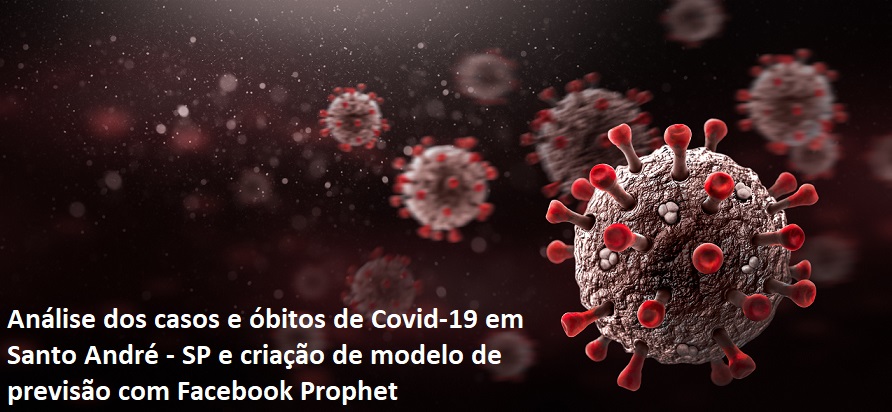 Análise dos casos e óbitos de Covid-19 em
Santo André - SP e criação de modelo de
previsão com Facebook Prophet